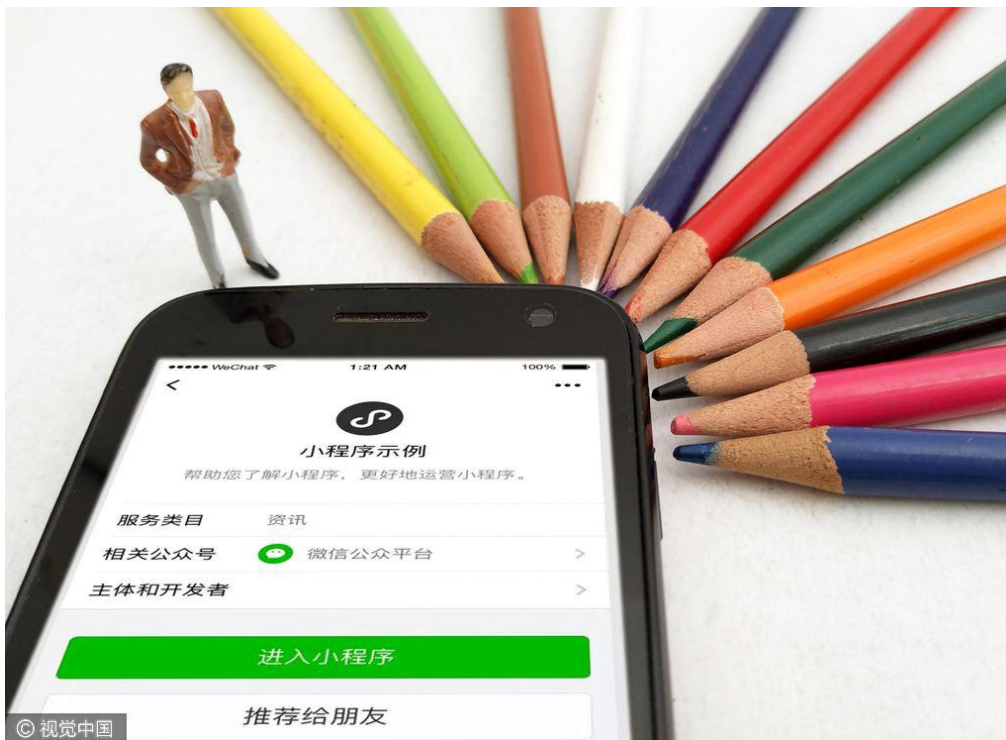 ••••• WeChat 1:21 AM 100%
小程序示例
帮助您了解小程序，更好地运营小程序。
服务类目 资讯
相关公众号 微信公众平台
主体和开发者
进入小程序
推荐给朋友
© 视觉中国